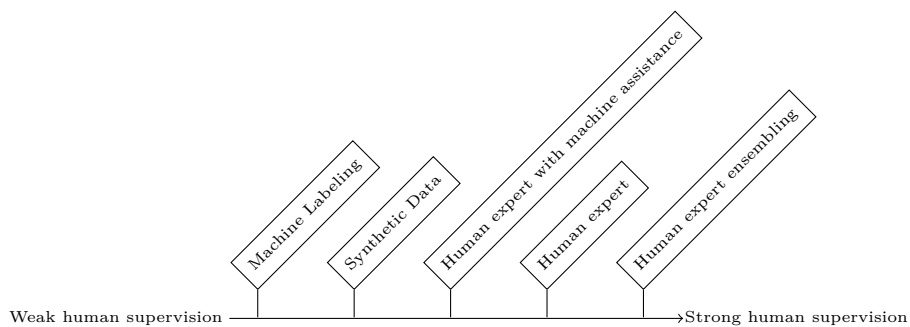 Machine Labeling
Synthetic Data
Human expert with machine assistance
Human expert
Human expert ensembling
Weak human supervision
Strong human supervision